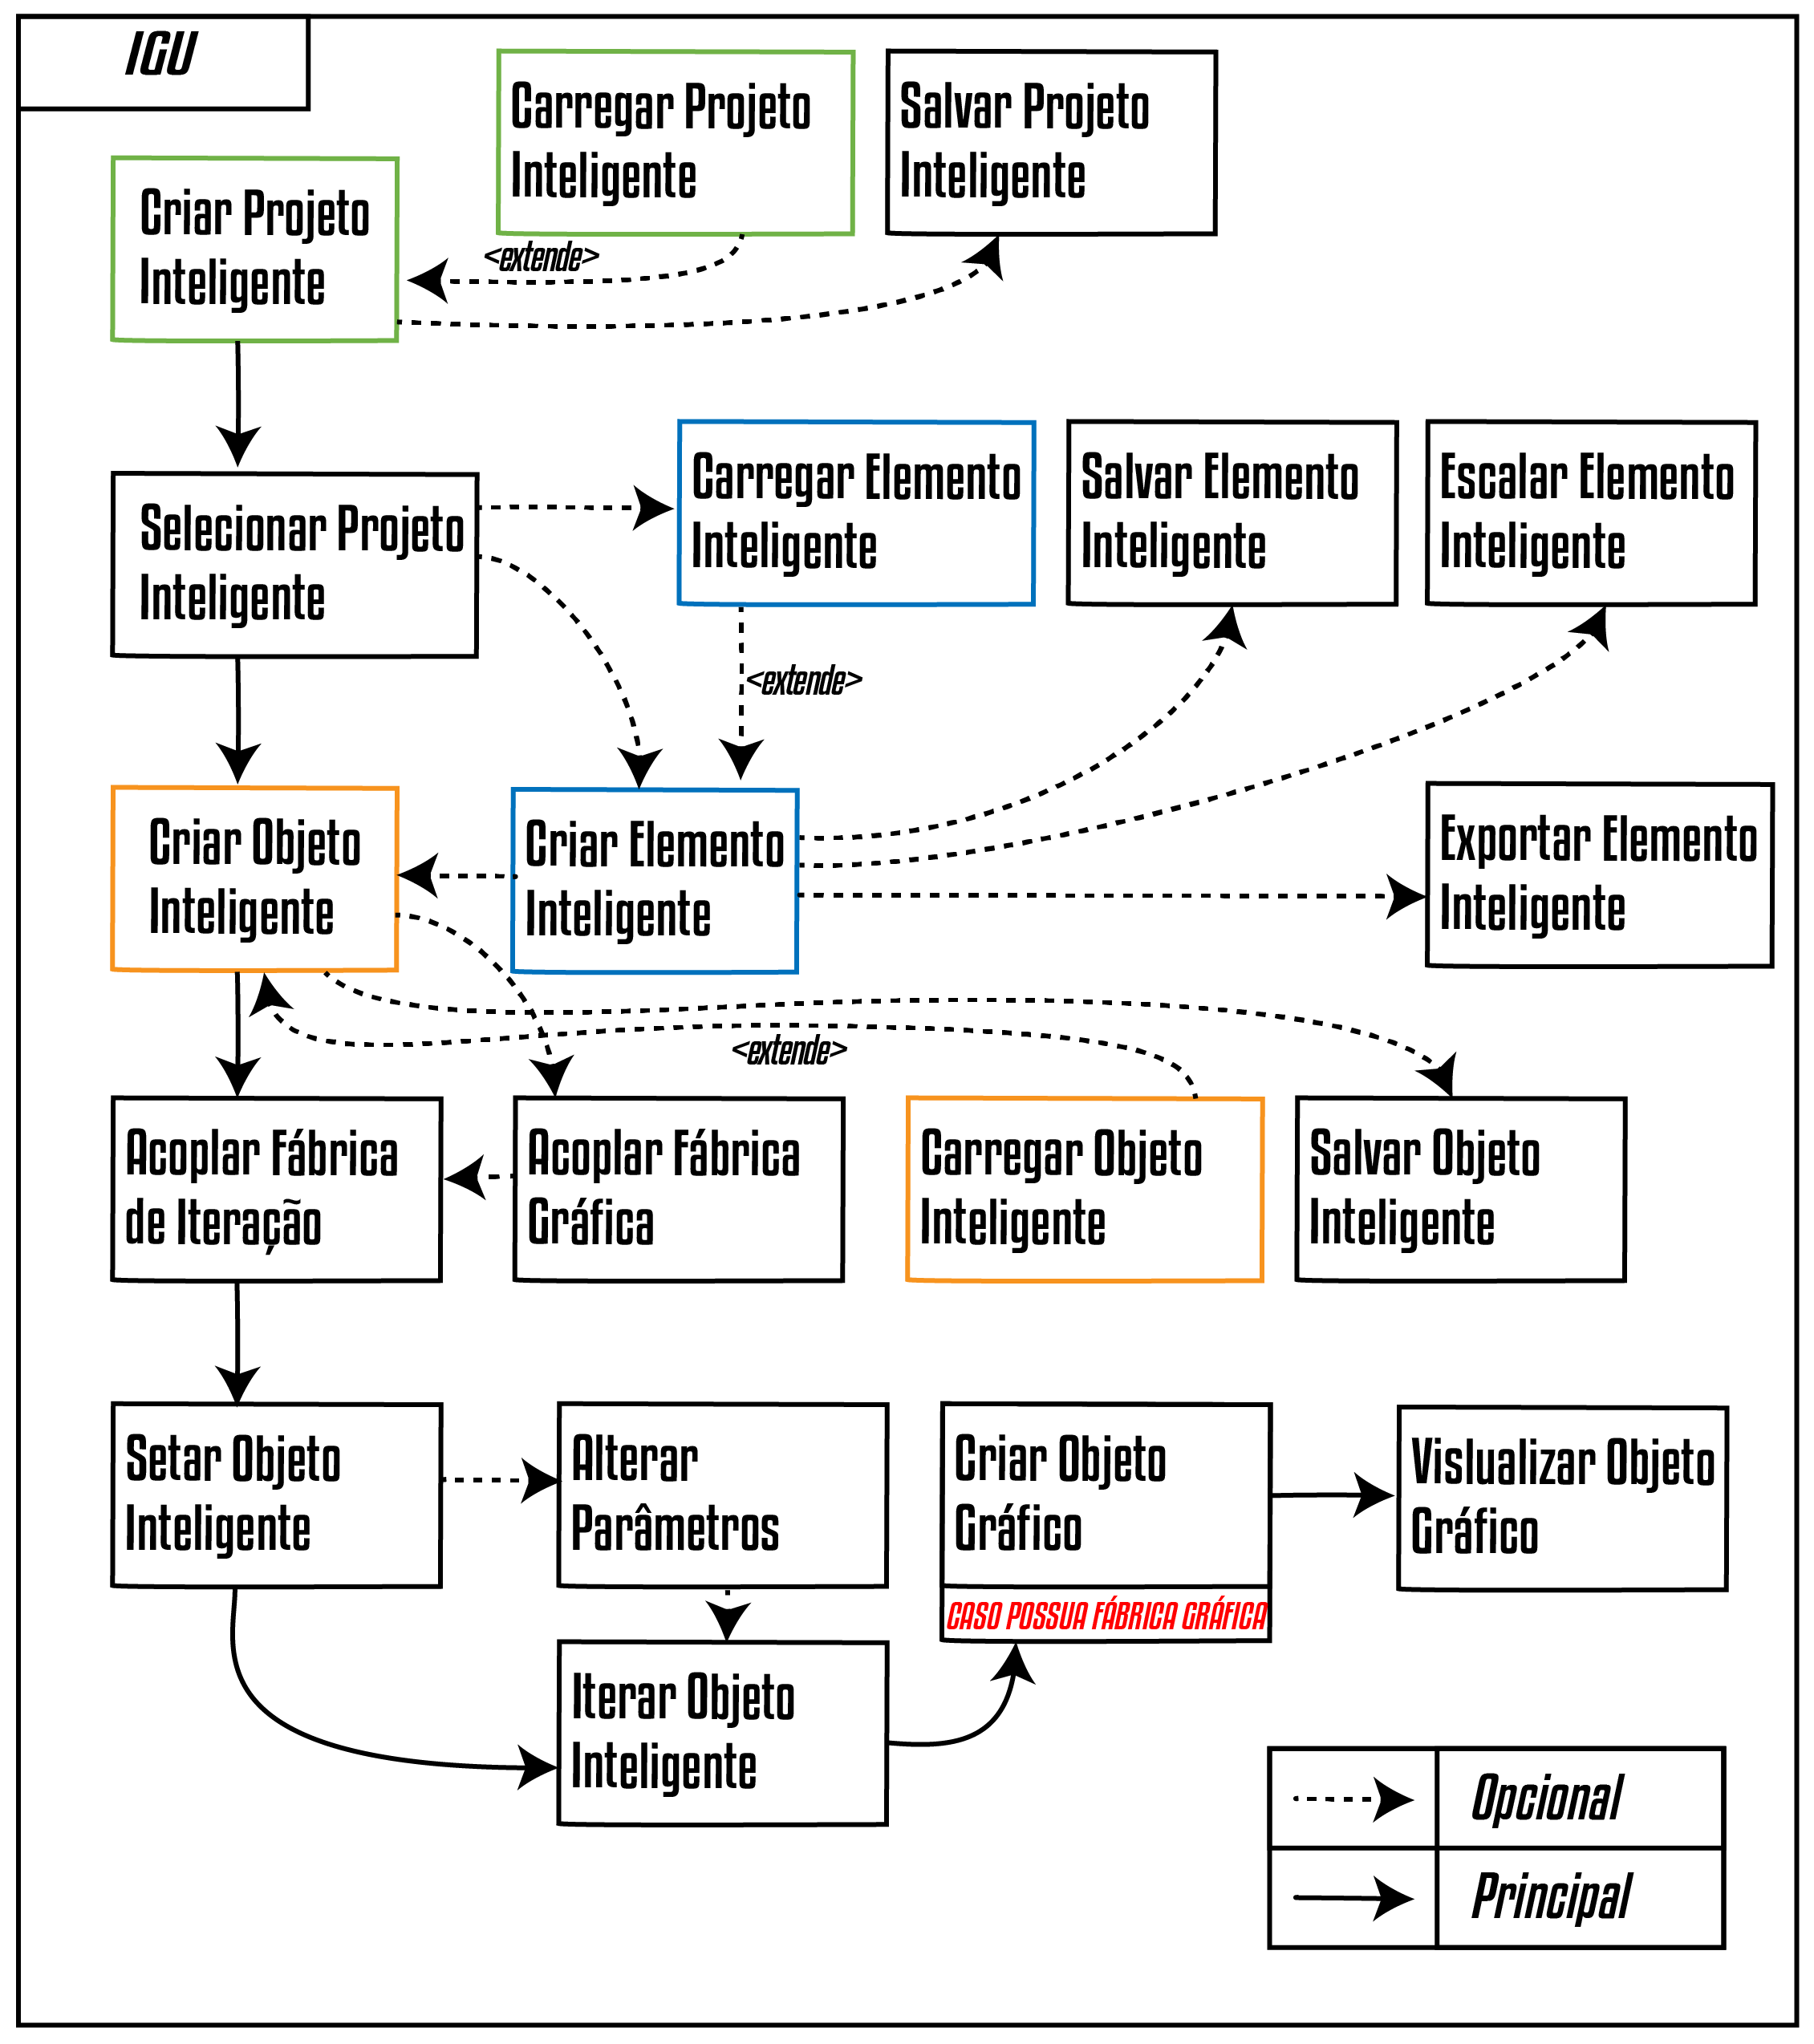 IGU
Carregar Projeto
Inteligente
Salvar Projeto
Inteligente
Criar Projeto
Inteligente
<extende>
Selecionar Projeto
Inteligente
Carregar Elemento
Inteligente
Salvar Elemento
Inteligente
Escalar Elemento
Inteligente
<extende>
Criar Objeto
Inteligente
Criar Elemento
Inteligente
Exportar Elemento
Inteligente
<extende>
Acoplar Fábrica
de Iteração
Acoplar Fábrica
Gráfica
Carregar Objeto
Inteligente
Salvar Objeto
Inteligente
Setar Objeto
Inteligente
Alterar
Parâmetros
Criar Objeto
Gráfico
CASO POSSUA FÁBRICA GRÁFICA
Vislualizar Objeto
Gráfico
Iterar Objeto
Inteligente
Opcional
Principal